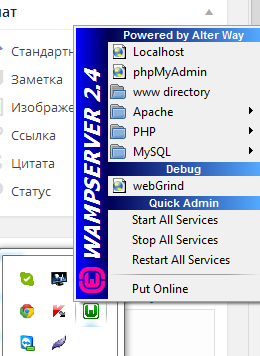 ат
Стандартн
Заметка
Изображе
Ссылка
Цитата
Статус
WAMPSERVER 2.4
Powered by Alter Way
Localhost
phpMyAdmin
www directory
Apache
PHP
MySQL
Debug
webGrind
Quick Admin
Start All Services
Stop All Services
Restart All Services
Put Online